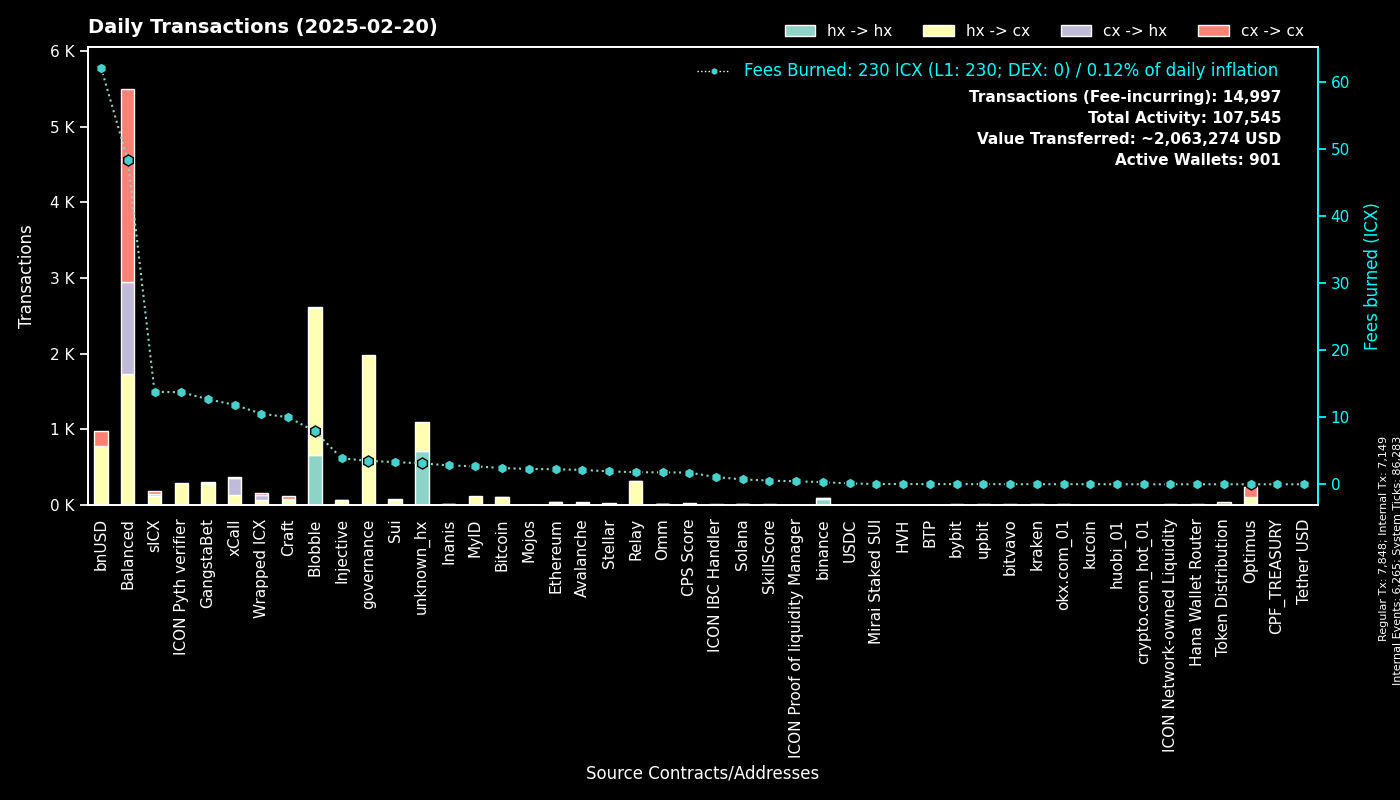 Daily Transactions (2025-02-20)
hx -> hx
hx -> cx
cx -> hx
cx -> cx
Fees Burned: 230 ICX (L1: 230; DEX: 0) / 0.12% of daily inflation
Transactions (Fee-incurring): 14,997
Total Activity: 107,545
Value Transferred: ~2,063,274 USD
Active Wallets: 901
Transactions
6 K
5 K
4 K
3 K
2 K
1 K
0 K
Fees burned (ICX)
60
50
40
30
20
10
0
bnUSD
Balanced
sICX
ICON Pyth verifier
GangstaBet
xCall
Wrapped ICX
Craft
Blobble
Injective
governance
Sui
unknown_hx
Inanis
MyID
Bitcoin
Mojos
Ethereum
Avalanche
Stellar
Relay
Omm
CPS Score
ICON IBC Handler
Solana
SkillScore
ICON Proof of liquidity Manager
binance
USDC
Mirai Staked SUI
HVH
BTP
bybit
upbit
bitvavo
kraken
okx.com_01
kucoin
huobi_01
crypto.com_hot_01
ICON Network-owned Liquidity
Hana Wallet Router
Token Distribution
Optimus
CPF_TREASURY
Tether USD
Source Contracts/Addresses
Regular Tx: 7,848; Internal Tx: 7,149
Internal Events: 6,265; System Ticks: 86,283